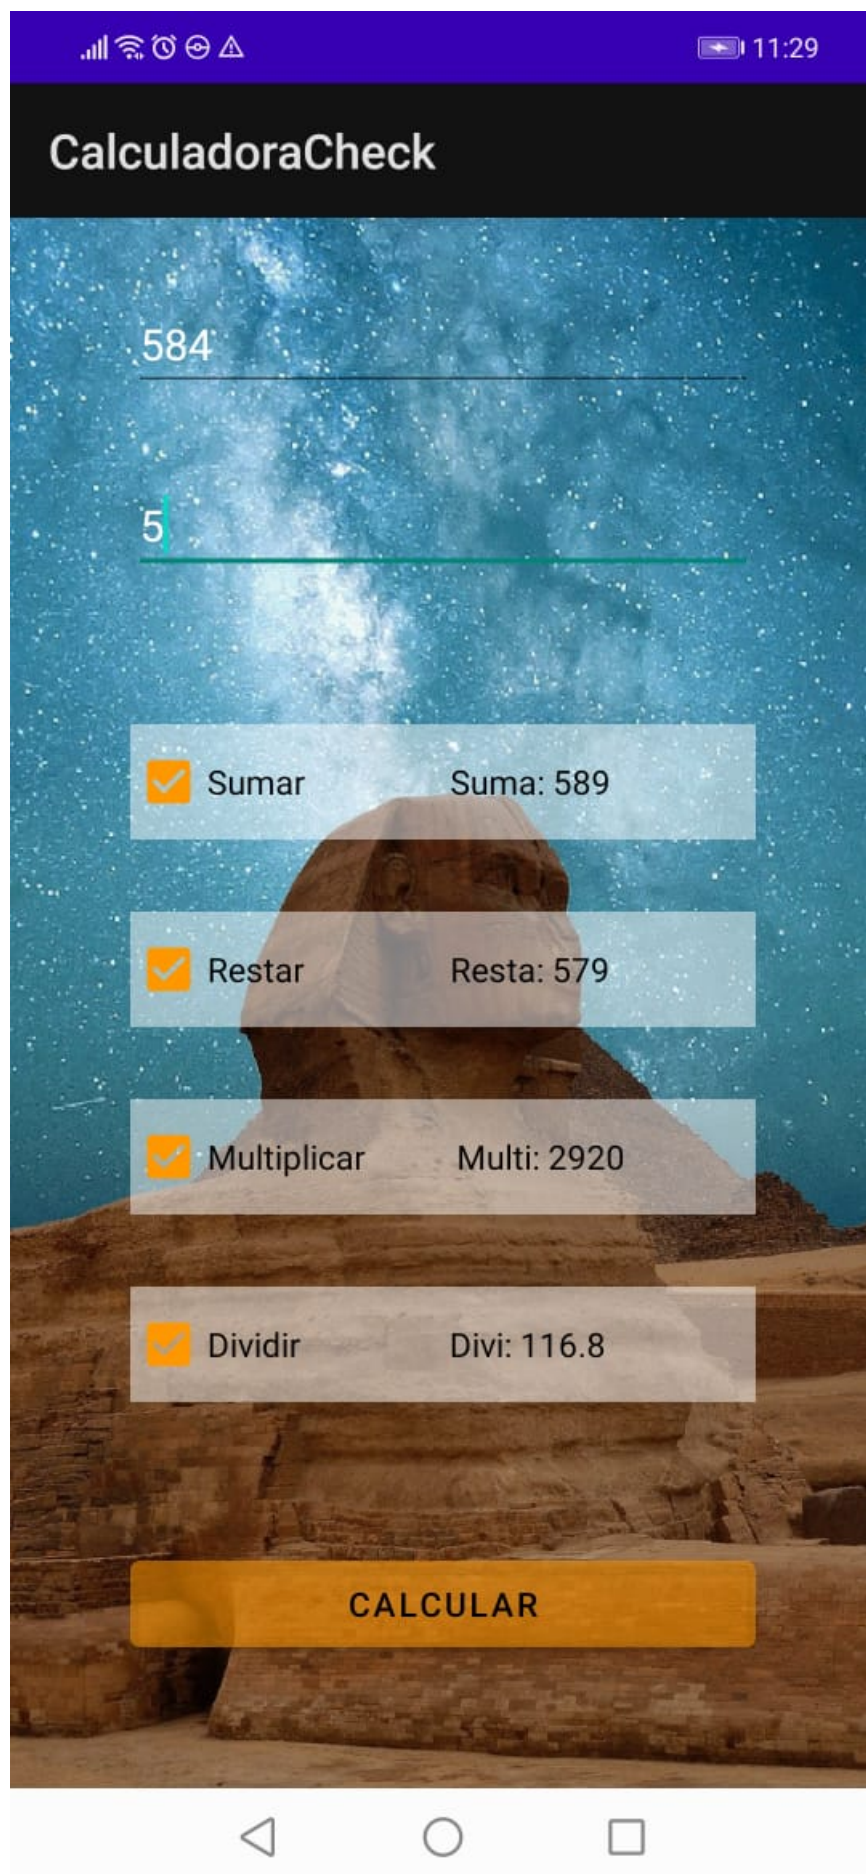 11:29
CalculadoraCheck
584
5
Sumar Suma: 589
Restar Resta: 579
Multiplicar Multi: 2920
Dividir Divi: 116.8
CALCULAR